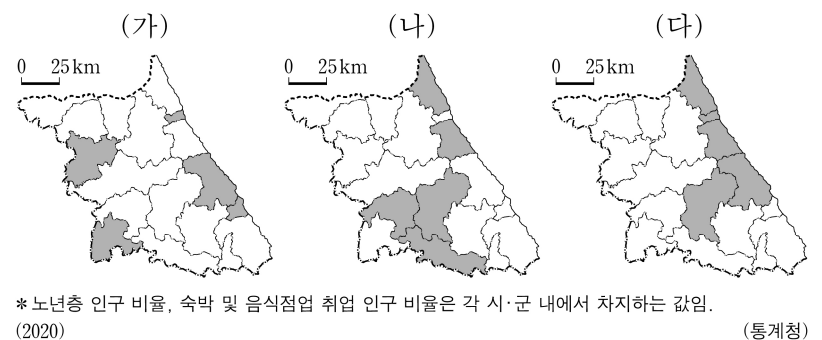 (가) (나) (다)
0 25km 0 25km 0 25km
*노년층 인구 비율, 숙박 및 음식점업 취업 인구 비율은 각 시·군 내에서 차지하는 값임.
(2020) (통계청)